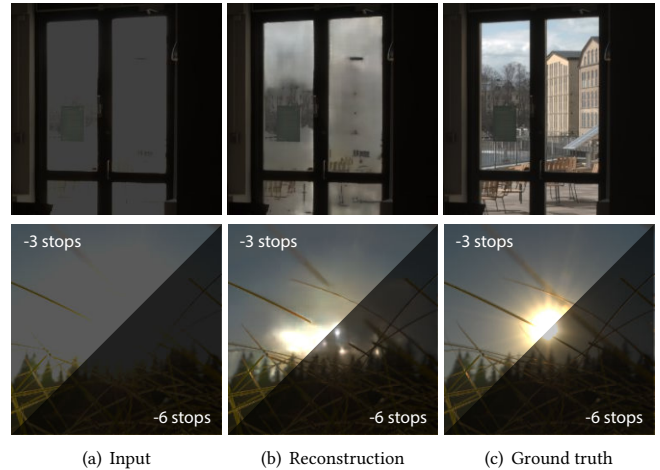 -3 stops
-6 stops
-3 stops
-6 stops
-3 stops
-6 stops
(a) Input
(b) Reconstruction
(c) Ground truth